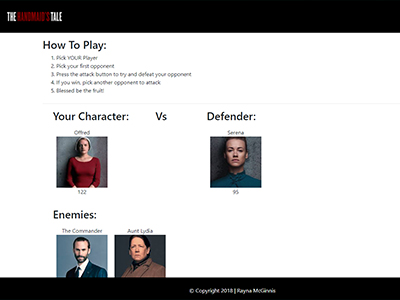 THE HANDMAID'S TALE
How To Play:
1. Pick YOUR Player
2. Pick your first opponent
3. Press the attack button to try and defeat your opponent
4. If you win, pick another opponent to attack
5. Blessed be the fruit!
Your Character: Vs Defender:
Offred Serena
122 95
Enemies:
The Commander Aunt Lydia
© Copyright 2018 | Rayna McGinnis